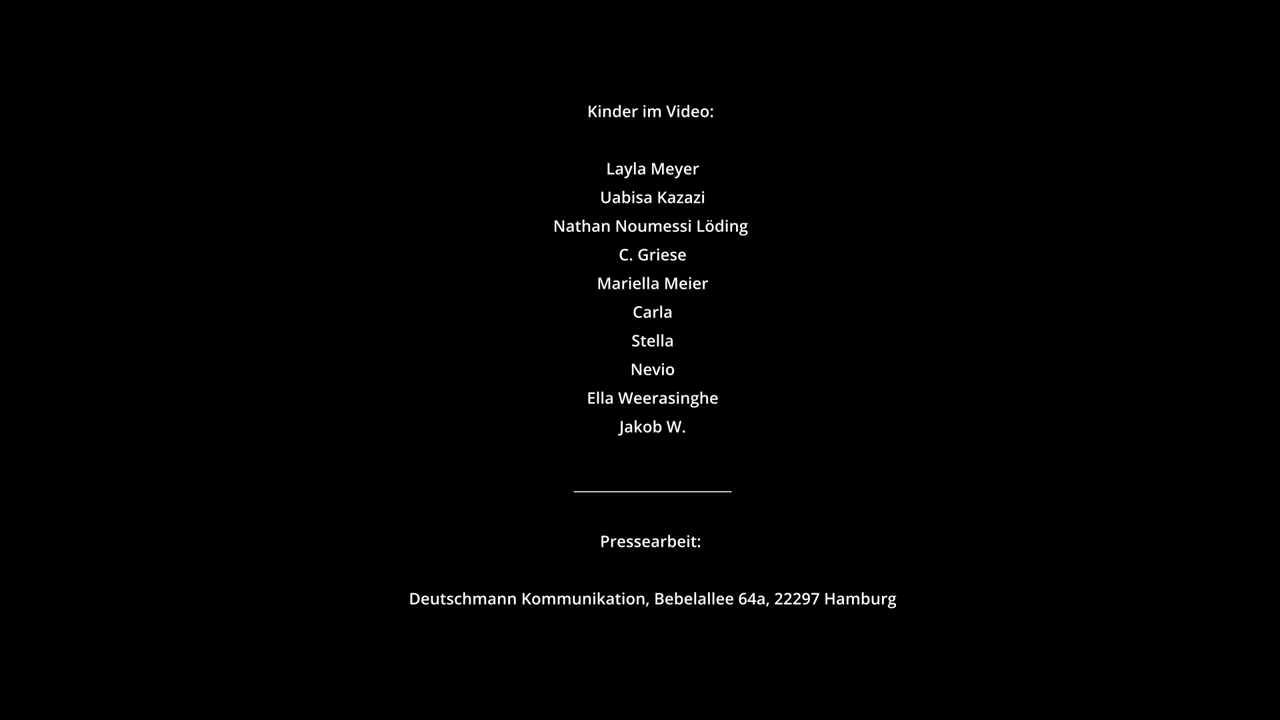 Kinder im Video:
Layla Meyer
Uabisa Kazazi
Nathan Noumessi Löding
C. Griese
Mariella Meier
Carla
Stella
Nevio
Ella Weerasinghe
Jakob W.
Pressearbeit:
Deutschmann Kommunikation, Bebelallee 64a, 22297 Hamburg